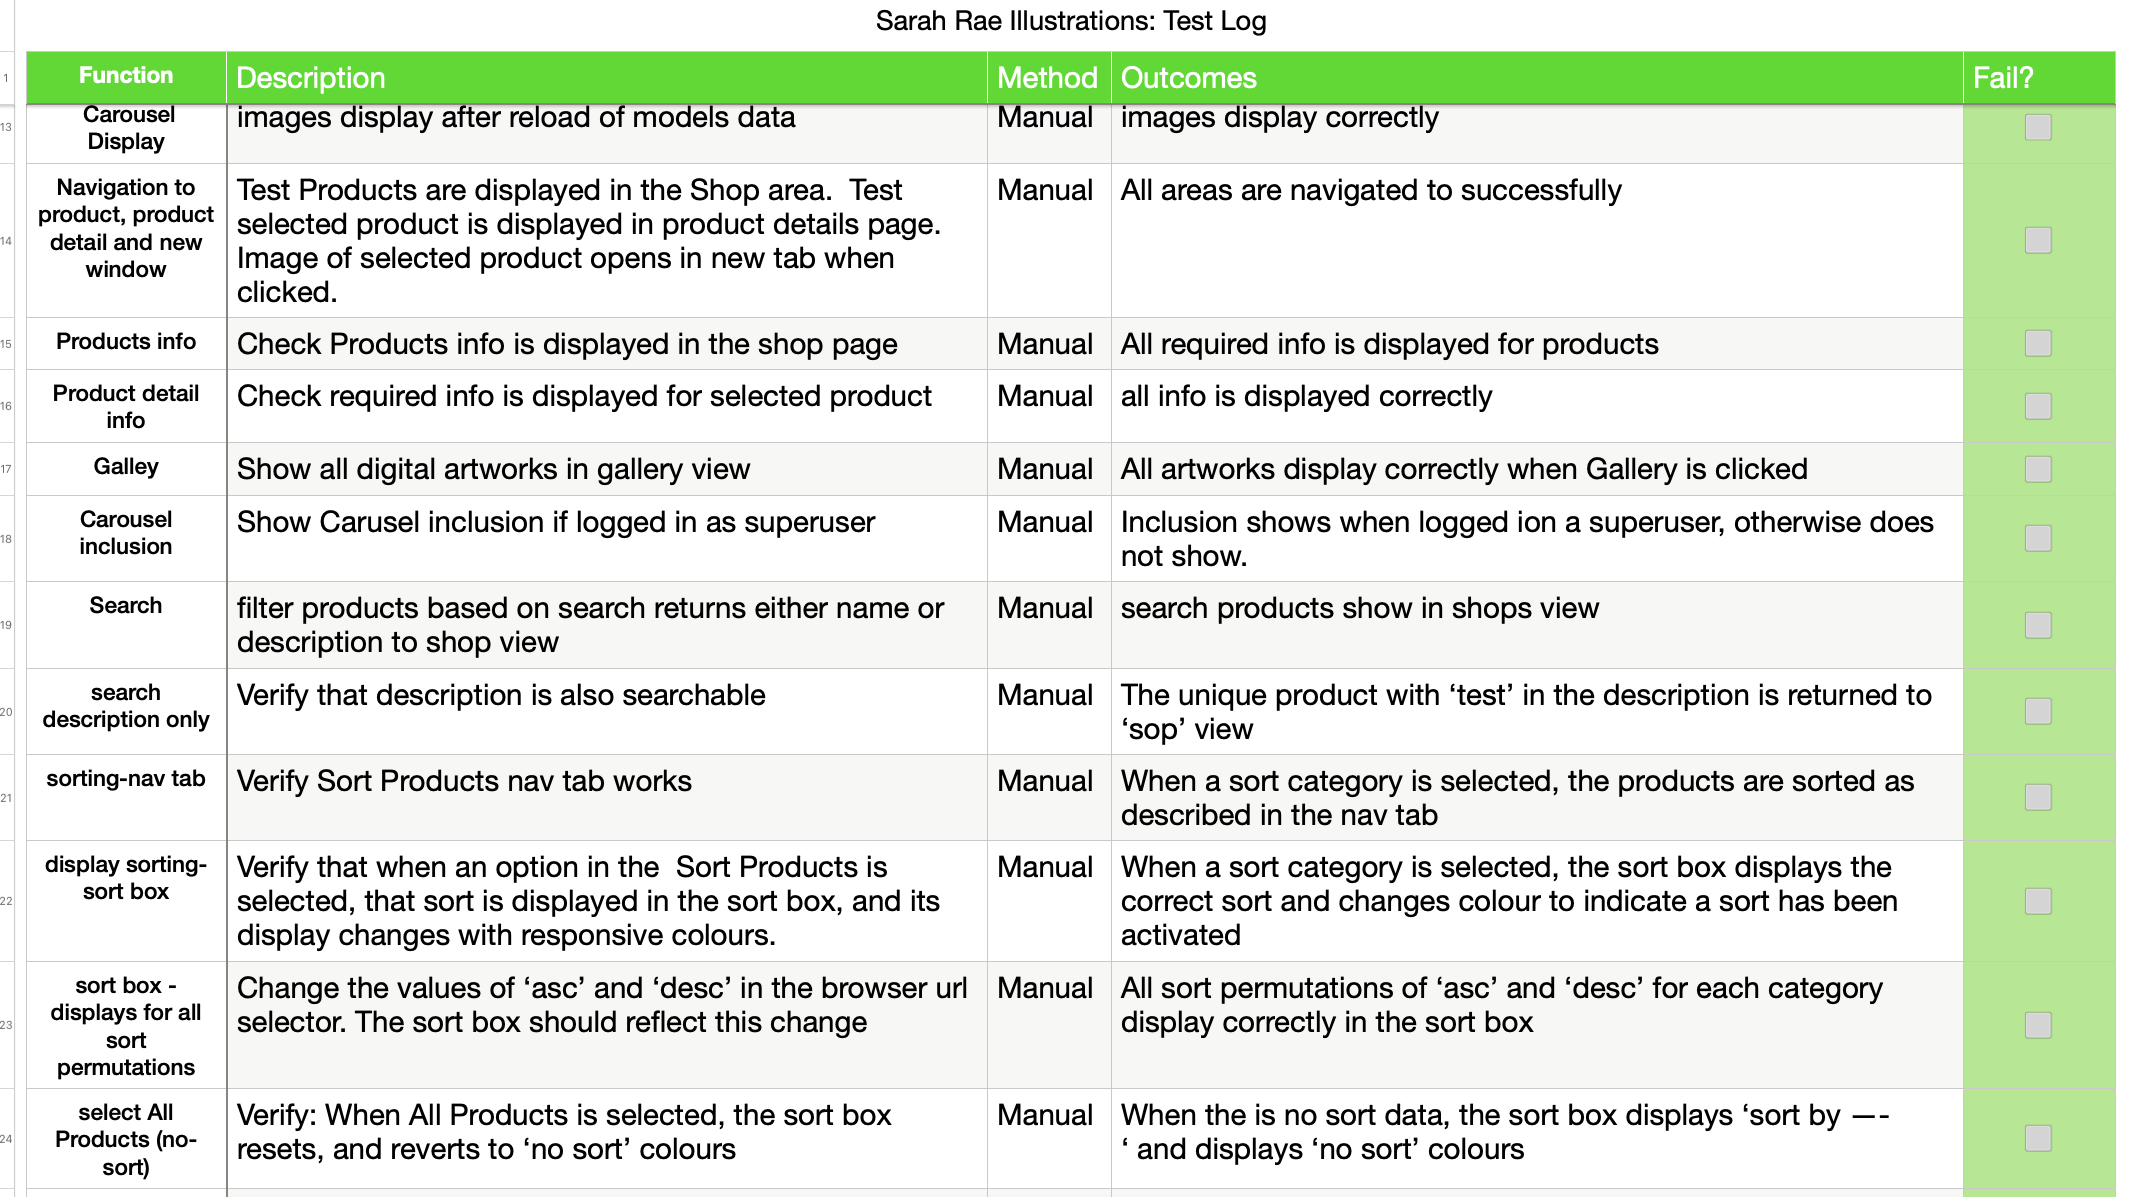 Sarah Rae Illustrations: Test Log
1
Function
Description
Method
Outcomes
Fail?
13
Carousel
Display
images display after reload of models data
Manual
images display correctly
14
Navigation to
product, product
detail and new
window
Test Products are displayed in the Shop area.  Test
selected product is displayed in product details page.
Image of selected product opens in new tab when
clicked.
Manual
All areas are navigated to successfully
15
Products info
Check Products info is displayed in the shop page
Manual
All required info is displayed for products
16
Product detail
info
Check required info is displayed for selected product
Manual
all info is displayed correctly
17
Galley
Show all digital artworks in gallery view
Manual
All artworks display correctly when Gallery is clicked
18
Carousel
inclusion
Show Carusel inclusion if logged in as superuser
Manual
Inclusion shows when logged ion a superuser, otherwise does
not show.
19
Search
filter products based on search returns either name or
description to shop view
Manual
search products show in shops view
20
search
description only
Verify that description is also searchable
Manual
The unique product with ‘test’ in the description is returned to
‘sop’ view
21
sorting-nav tab
Verify Sort Products nav tab works
Manual
When a sort category is selected, the products are sorted as
described in the nav tab
22
display sorting-
sort box
Verify that when an option in the  Sort Products is
selected, that sort is displayed in the sort box, and its
display changes with responsive colours.
Manual
When a sort category is selected, the sort box displays the
correct sort and changes colour to indicate a sort has been
activated
23
sort box -
displays for all
sort
permutations
Change the values of ‘asc’ and ‘desc’ in the browser url
selector. The sort box should reflect this change
Manual
All sort permutations of ‘asc’ and ‘desc’ for each category
display correctly in the sort box
24
select All
Products (no-
sort)
Verify: When All Products is selected, the sort box
resets, and reverts to ‘no sort’ colours
Manual
When the is no sort data, the sort box displays ‘sort by —-
‘ and displays ‘no sort’ colours